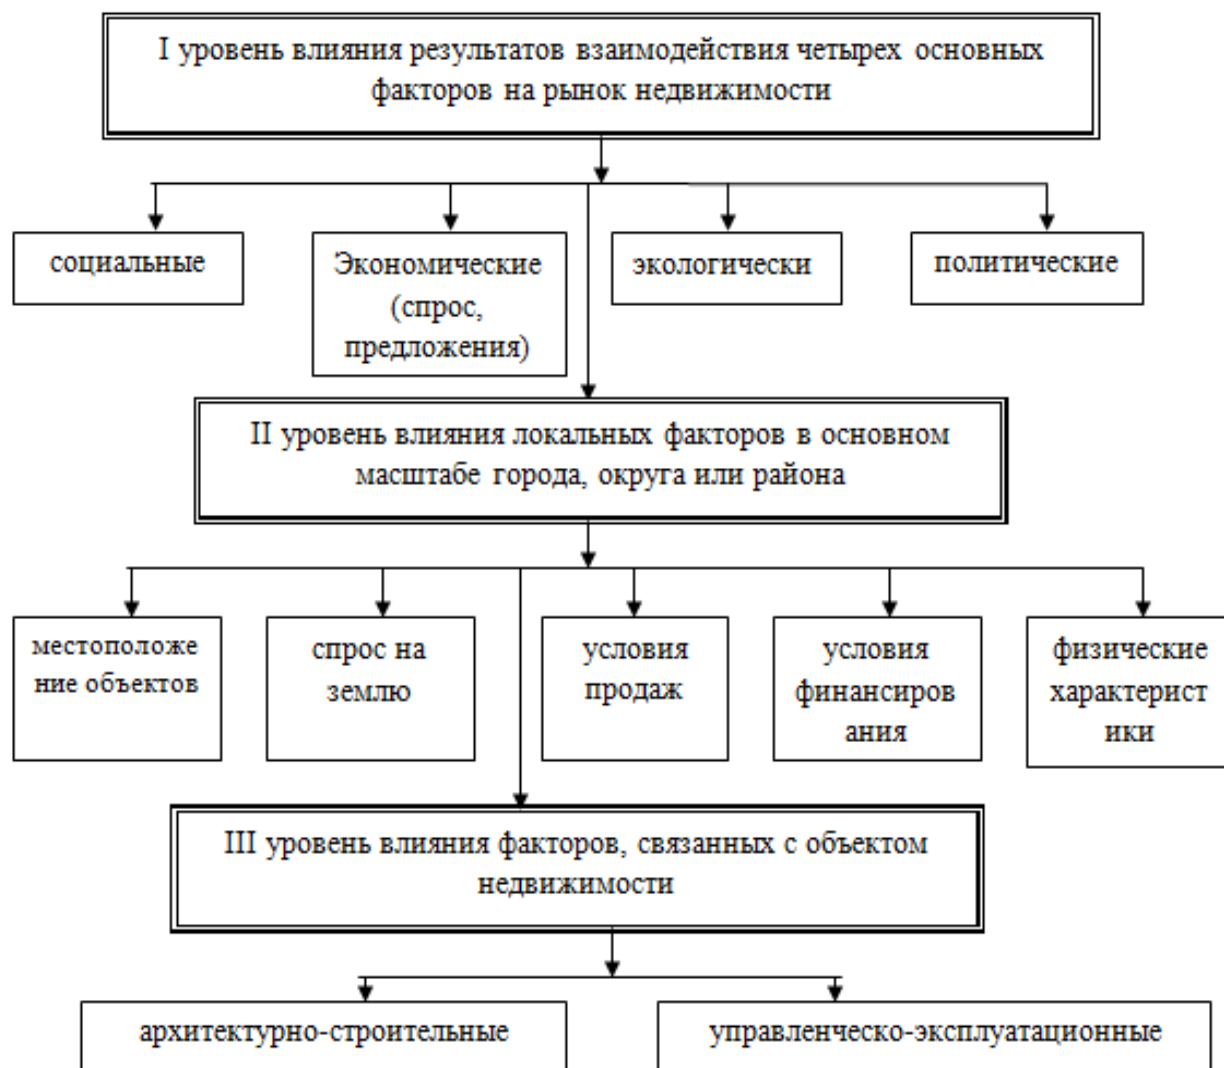 I уровень влияния результатов взаимодействия четырех основных
факторов на рынок недвижимости
социальные
Экономические
(спрос,
предложения)
экологически
политические
II уровень влияния локальных факторов в основном
масштабе города, округа или района
местоположе
ние объектов
спрос на
землю
условия
продаж
условия
финансиров
ания
физические
характерист
ики
III уровень влияния факторов, связанных с объектом
недвижимости
архитектурно-строительные
управленческо-эксплуатационные